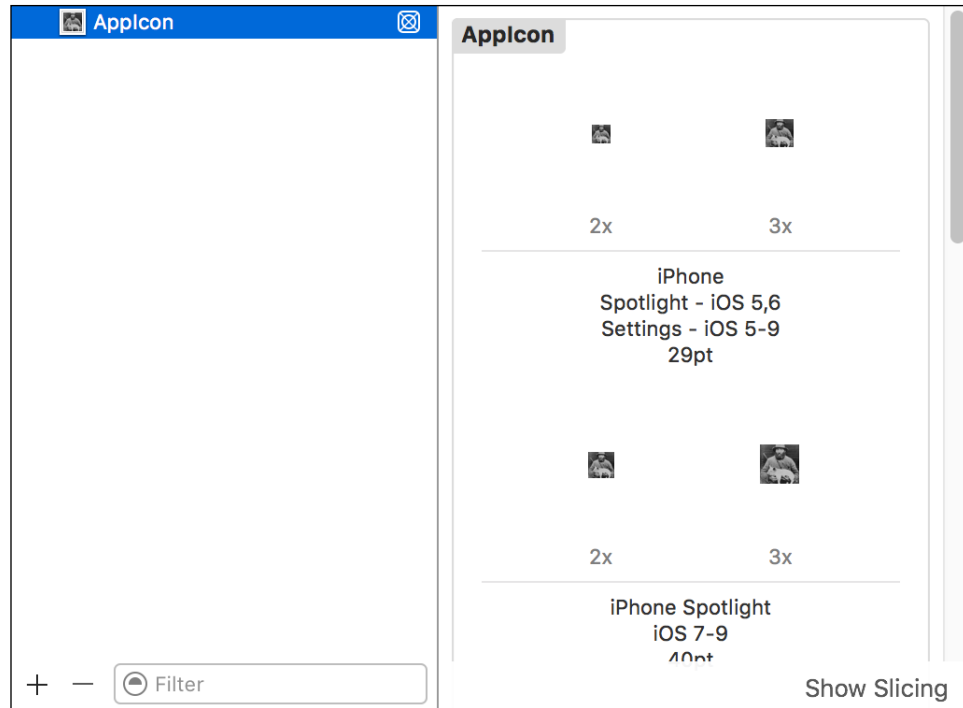 AppIcon
AppIcon
2x 3x
iPhone
Spotlight - iOS 5,6
Settings - iOS 5-9
29pt
2x 3x
iPhone Spotlight
iOS 7-9
40pt
Filter
Show Slicing